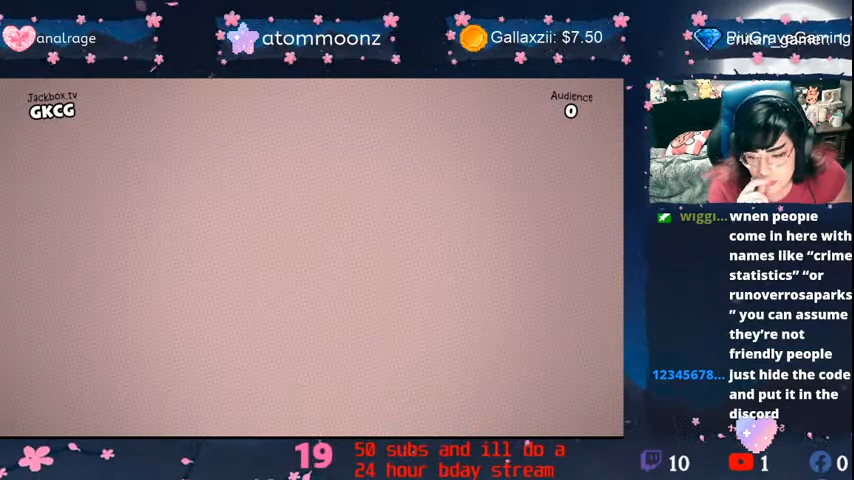 analrage
atommoonz
Gallaxzii: $7.50
Jackbox.tv
GKCG
Audience
0
wiggl... when people
come in here with
names like “crime
statistics” “or
runoverrosaparks
” you can assume
they’re not
friendly people
12345678... just hide the code
and put it in the
discord
19
50 subs and ill do a
24 hour bday stream
10
1
0